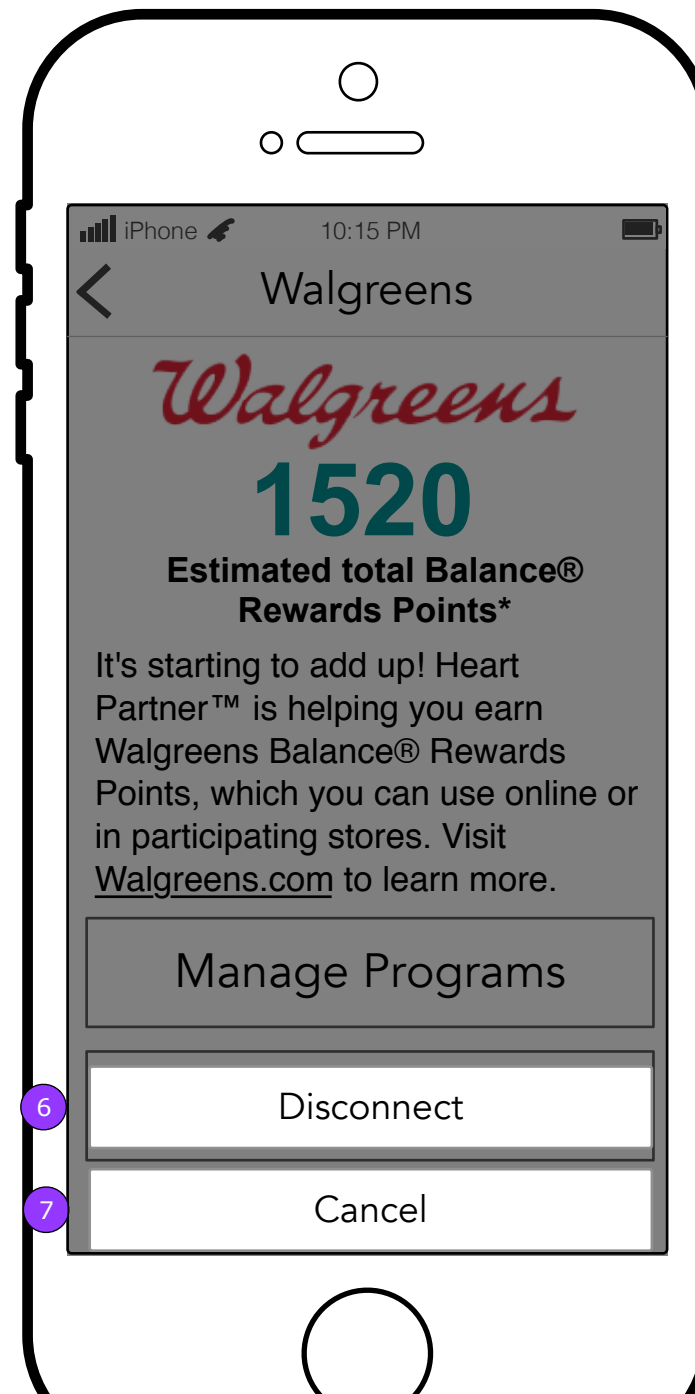 iPhone 10:15 PM
Walgreens
Walgreens
1520
Estimated total Balance®
Rewards Points*
It's starting to add up! Heart
Partner™ is helping you earn
Walgreens Balance® Rewards
Points, which you can use online or
in participating stores. Visit
Walgreens.com to learn more.
Manage Programs
6 Disconnect
7 Cancel